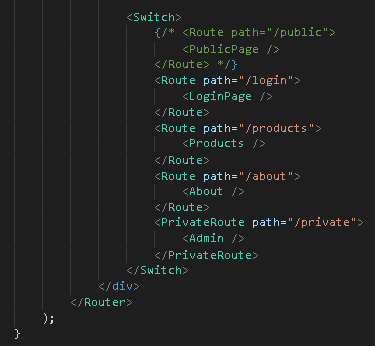 <Switch>
{/* <Route path="/public">
<PublicPage />
</Route> */}
<Route path="/login">
<LoginPage />
</Route>
<Route path="/products">
<Products />
</Route>
<Route path="/about">
<About />
</Route>
<PrivateRoute path="/private">
<Admin />
</PrivateRoute>
</Switch>
</div>
</Router>
);
}